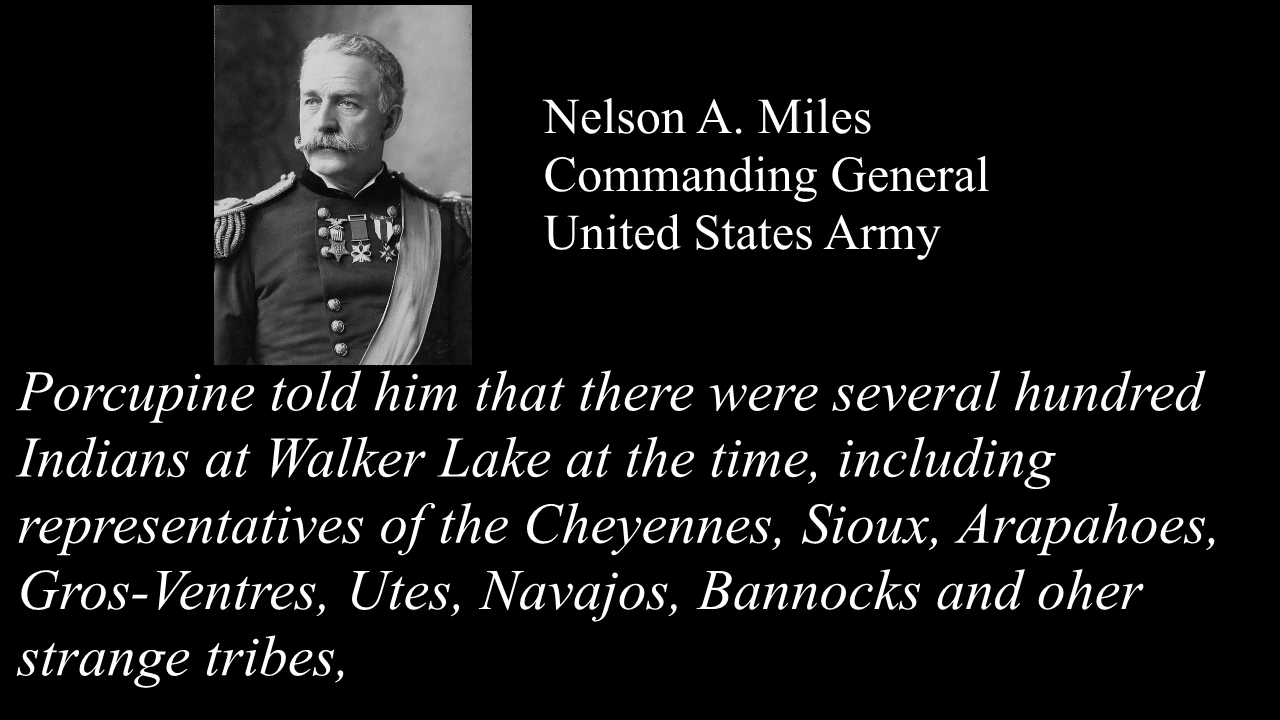 Nelson A. Miles
Commanding General
United States Army
Porcupine told him that there were several hundred
Indians at Walker Lake at the time, including
representatives of the Cheyennes, Sioux, Arapahoes,
Gros-Ventres, Utes, Navajos, Bannocks and oher
strange tribes,